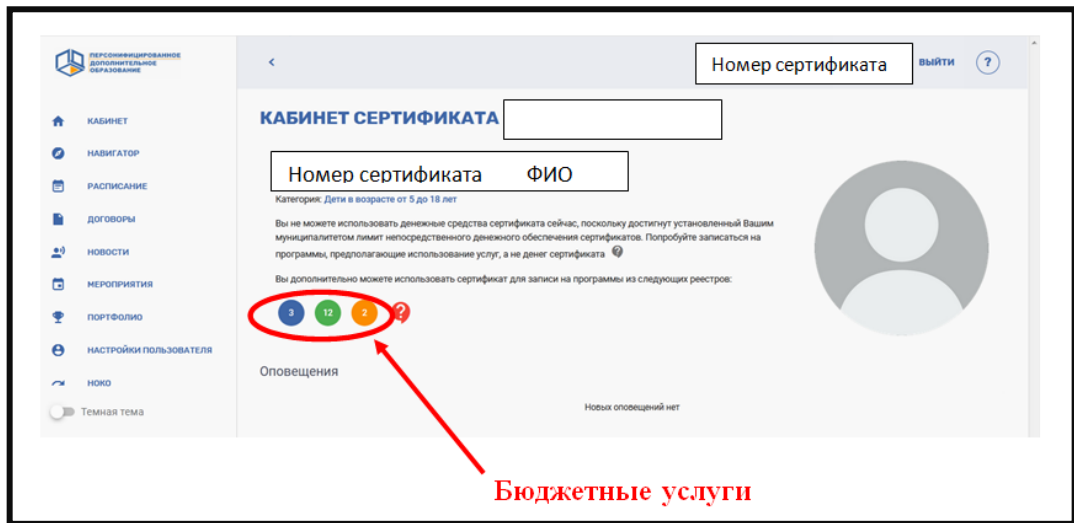 ПЕРСОНИФИЦИРОВАННОЕ
ДОПОЛНИТЕЛЬНОЕ
ОБРАЗОВАНИЕ
Номер сертификата
ВЫЙТИ
?
КАБИНЕТ
НАВИГАТОР
РАСПИСАНИЕ
ДОГОВОРЫ
НОВОСТИ
МЕРОПРИЯТИЯ
ПОРТФОЛИО
НАСТРОЙКИ ПОЛЬЗОВАТЕЛЯ
НОКО
Темная тема
КАБИНЕТ СЕРТИФИКАТА
Номер сертификата ФИО
Категория: Дети в возрасте от 5 до 18 лет
Вы не можете использовать денежные средства сертификата сейчас, поскольку достигнут установленный Вашим
муниципалитетом лимит непосредственного денежного обеспечения сертификатов. Попробуйте записаться на
программы, предполагающие использование услуг, а не денег сертификата ?
Вы дополнительно можете использовать сертификат для записи на программы из следующих реестров:
3 12 2 ?
Оповещения
Новых оповещений нет
Бюджетные услуги